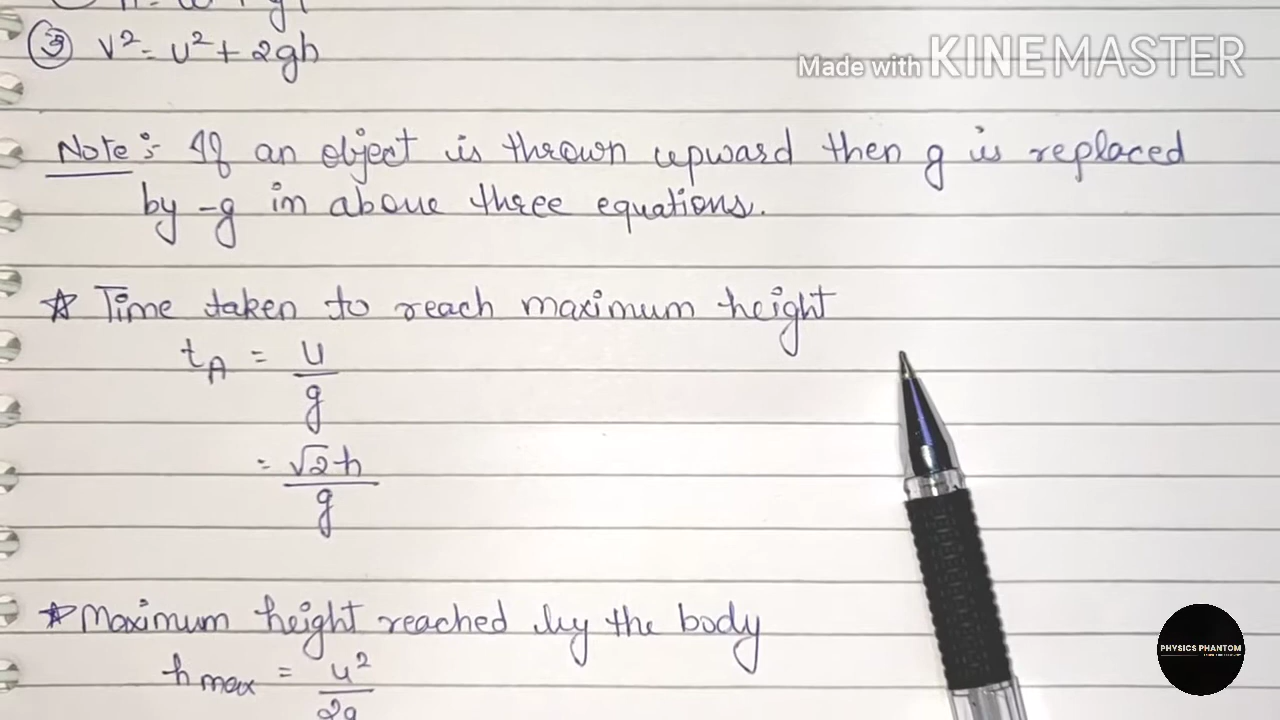 ③ v² = u² + 2gh
Made with KINEMASTER
Note : If an object is thrown upward then g is replaced
by -g in above three equations.
☆ Time taken to reach maximum height
t_A = u/g
= √2h/g
☆ Maximum height reached by the body
h max = u²/2g
PHYSICS PHANTOM